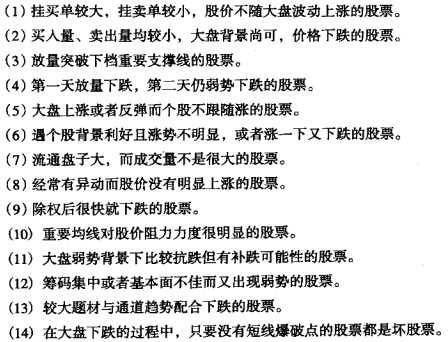 (1) 挂买单较大，挂卖单较小，股价不随大盘波动上涨的股票。
(2) 买入量、卖出量均较小，大盘背景尚可，价格下跌的股票。
(3) 放量突破下档重要支撑线的股票。
(4) 第一天放量下跌，第二天仍弱势下跌的股票。
(5) 大盘上涨或者反弹而个股不跟随涨的股票。
(6) 遇个股背景利好且涨势不明显，或者涨一下又下跌的股票。
(7) 流通盘子大，而成交量不是很大的股票。
(8) 经常有异动而股价没有明显上涨的股票。
(9) 除权后很快就下跌的股票。
(10) 重要均线对股价阻力力度很明显的股票。
(11) 大盘弱势背景下比较抗跌但有补跌可能性的股票。
(12) 筹码集中或者基本面不佳而又出现弱势的股票。
(13) 较大题材与通道趋势配合下跌的股票。
(14) 在大盘下跌的过程中，只要没有短线爆破点的股票都是坏股票。